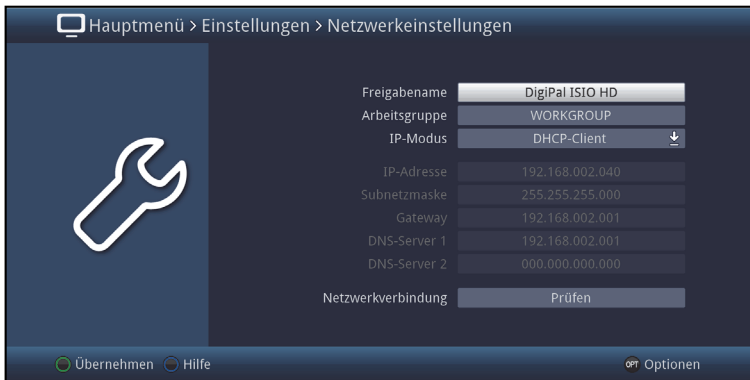 Hauptmenü > Einstellungen > Netzwerkeinstellungen
Freigabename DigiPal ISIO HD
Arbeitsgruppe WORKGROUP
IP-Modus DHCP-Client
IP-Adresse 192.168.002.040
Subnetzmaske 255.255.255.000
Gateway 192.168.002.001
DNS-Server 1 192.168.002.001
DNS-Server 2 000.000.000.000
Netzwerkverbindung Prüfen
Übernehmen Hilfe OPT Optionen